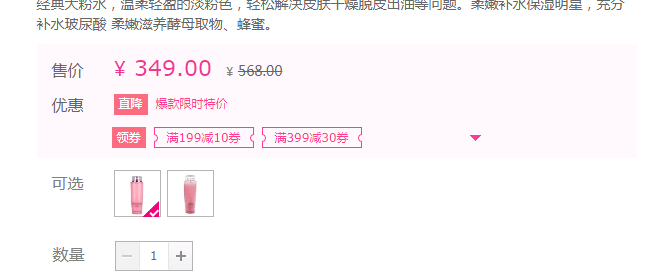 经典大粉水，温柔轻盈的淡粉色，轻松解决皮肤干燥脱皮出油等问题。柔嫩补水保湿明星，充分
补水玻尿酸 柔嫩滋养酵母取物、蜂蜜。
售价 ¥ 349.00 ¥ 568.00
优惠 直降 爆款限时特价
领券 满199减10券 满399减30券
可选
数量 − 1 +